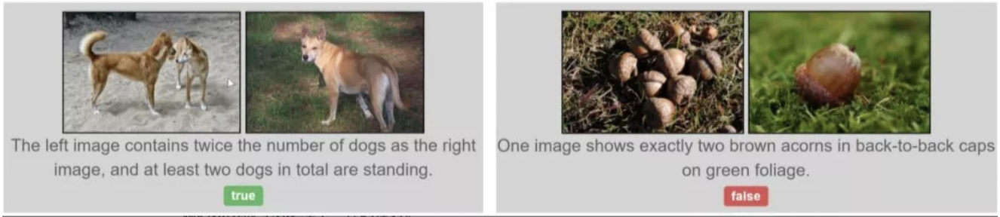 The left image contains twice the number of dogs as the right
image, and at least two dogs in total are standing.
true
One image shows exactly two brown acorns in back-to-back caps
on green foliage.
false